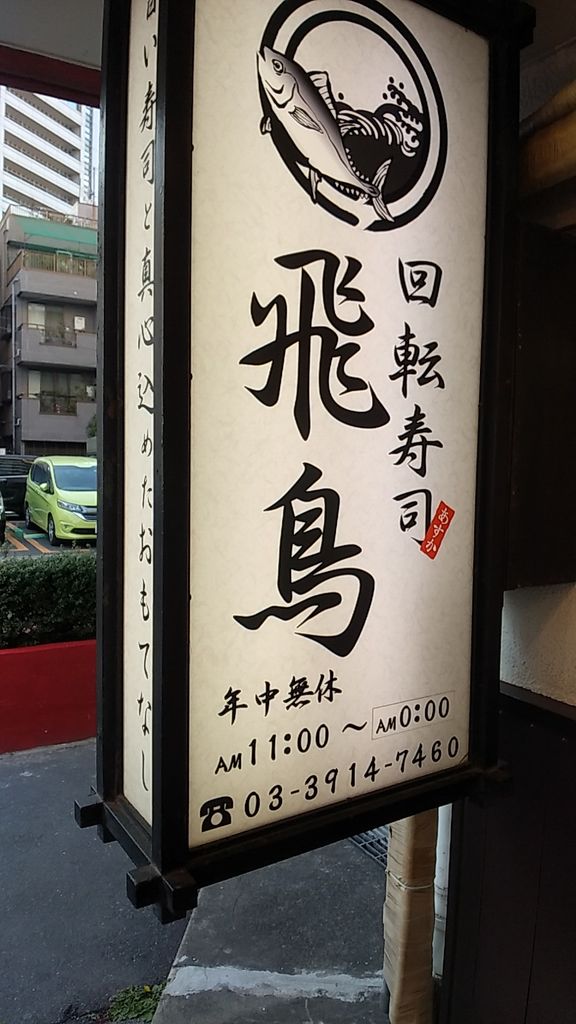 回転寿司
あすか
飛鳥
年中無休
AM11:00～AM0:00
03-3914-7460
い寿司と真心込めたおもてなし